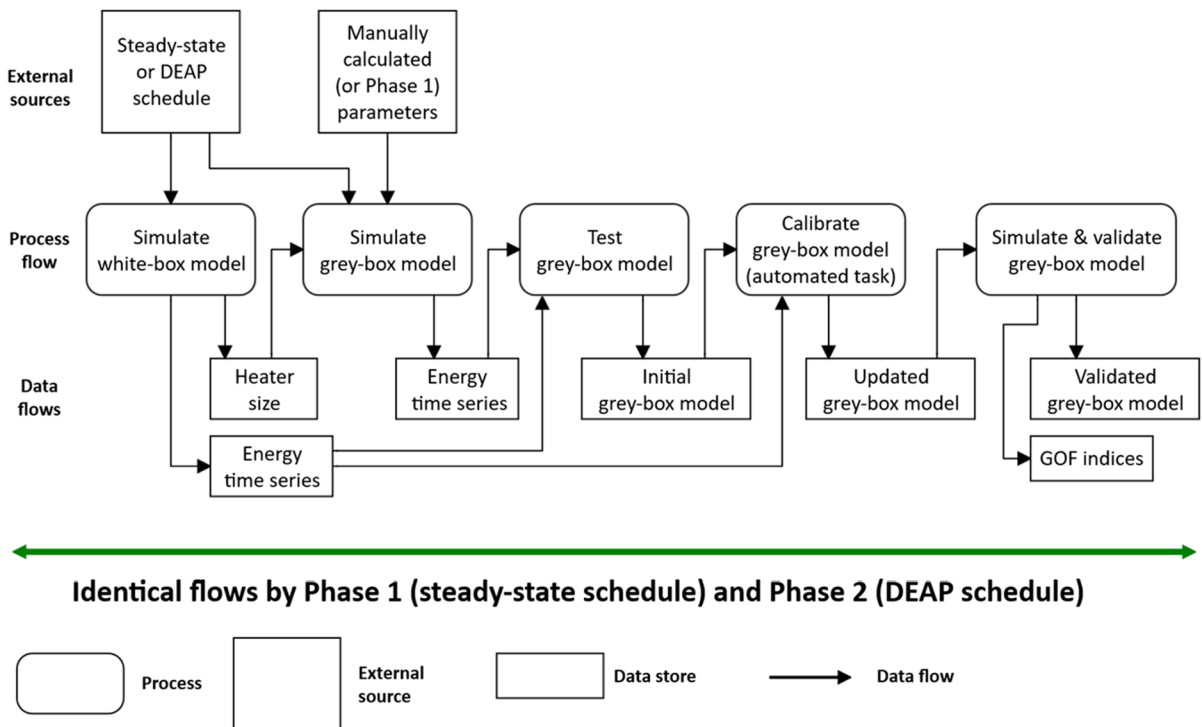 External
sources
Steady-state
or DEAP
schedule
Manually
calculated
(or Phase 1)
parameters
Process
flow
Simulate
white-box model
Simulate
grey-box model
Test
grey-box model
Calibrate
grey-box model
(automated task)
Simulate & validate
grey-box model
Data
flows
Heater
size
Energy
time series
Initial
grey-box model
Updated
grey-box model
Validated
grey-box model
Energy
time series
GOF indices
Identical flows by Phase 1 (steady-state schedule) and Phase 2 (DEAP schedule)
Process
External
source
Data store
Data flow